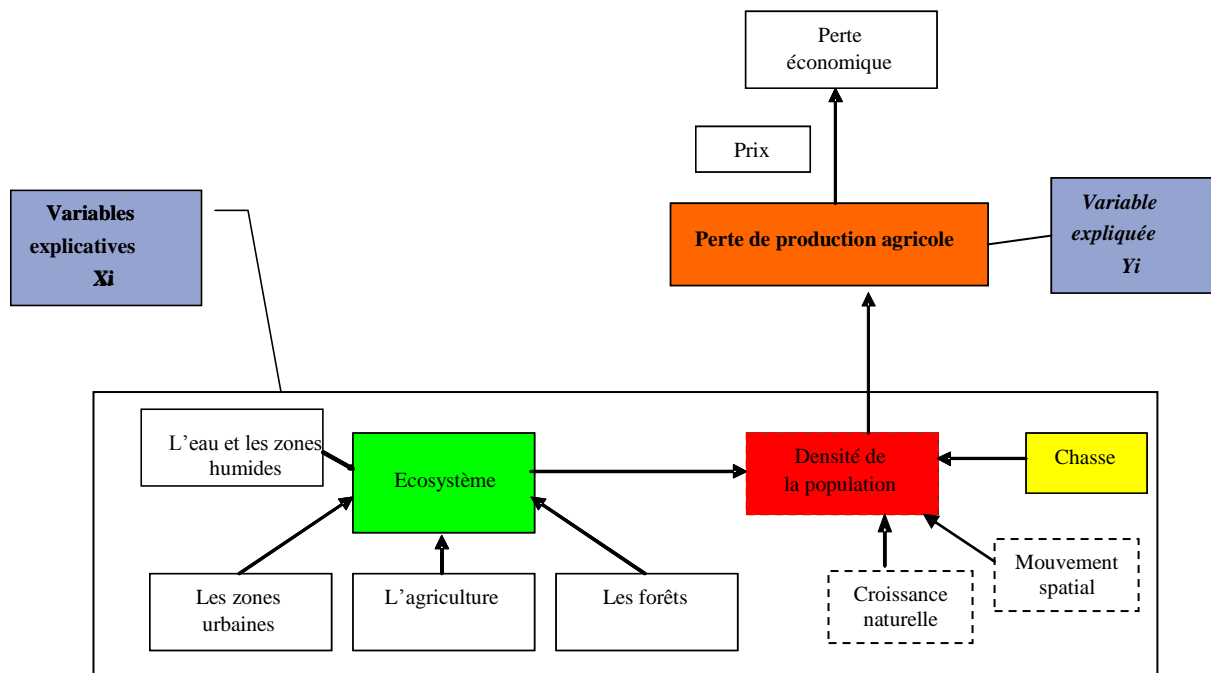 Perte
économique
Prix
Variables
explicatives
Xi
Perte de production agricole
Variable
expliquée
Yi
L’eau et les zones
humides
Ecosystème
Densité de
la population
Chasse
Les zones
urbaines
L’agriculture
Les forêts
Croissance
naturelle
Mouvement
spatial